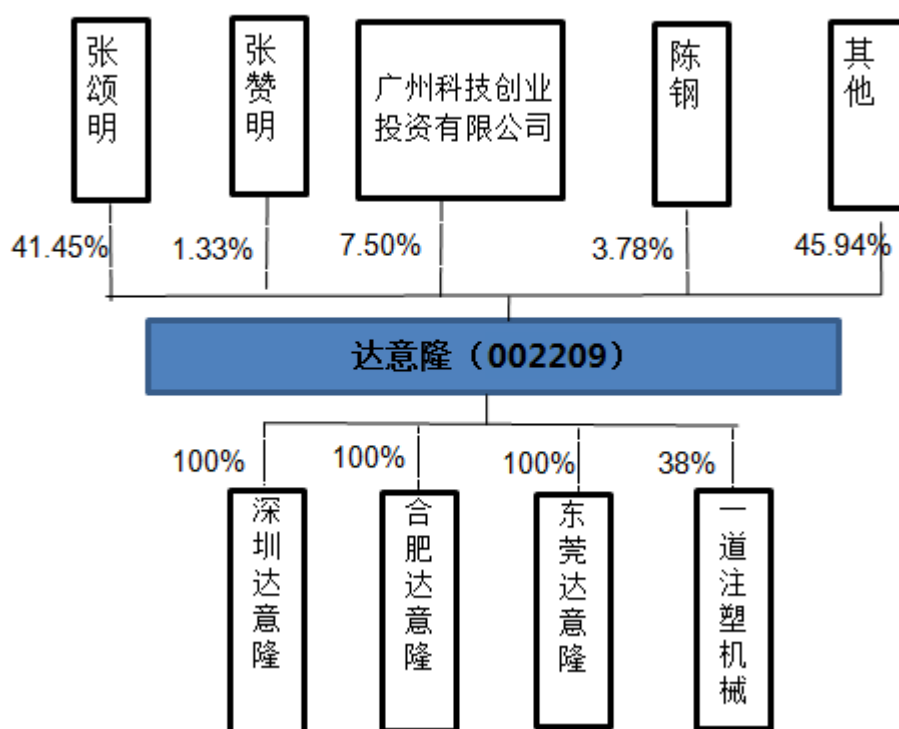 张颂明
张赞明
广州科技创业
投资有限公司
陈钢
其他
41.45%
1.33%
7.50%
3.78%
45.94%
达意隆（002209）
100%
100%
100%
38%
深圳达意隆
合肥达意隆
东莞达意隆
一道注塑机械